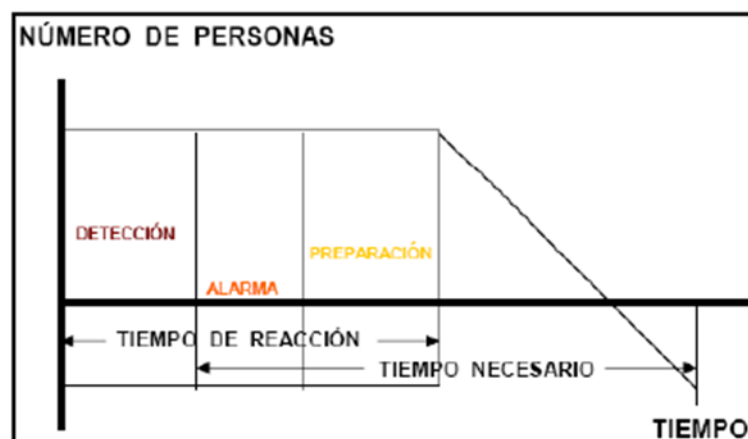 NÚMERO DE PERSONAS
DETECCIÓN
PREPARACIÓN
ALARMA
TIEMPO DE REACCIÓN
TIEMPO NECESARIO
TIEMPO